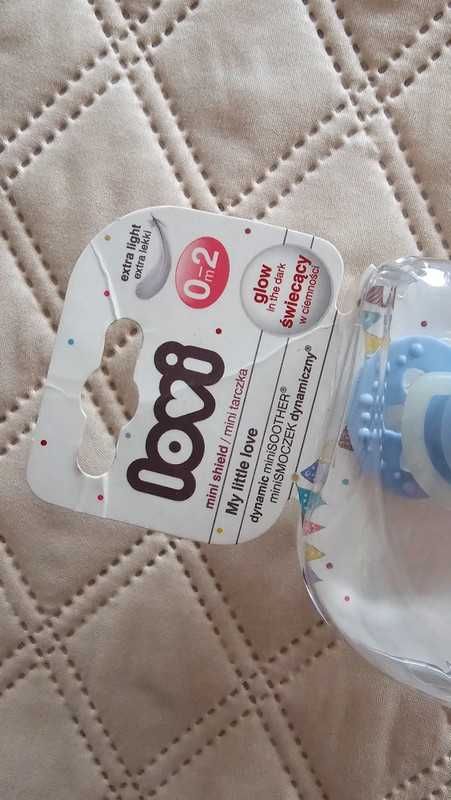 extra light
extra lekki
0-2
m
glow
in the dark
świecący
w ciemności
lovi
mini shield / mini tarczka
My little love
dynamic miniSOOTHER®
miniSMOCZEK dynamiczny®